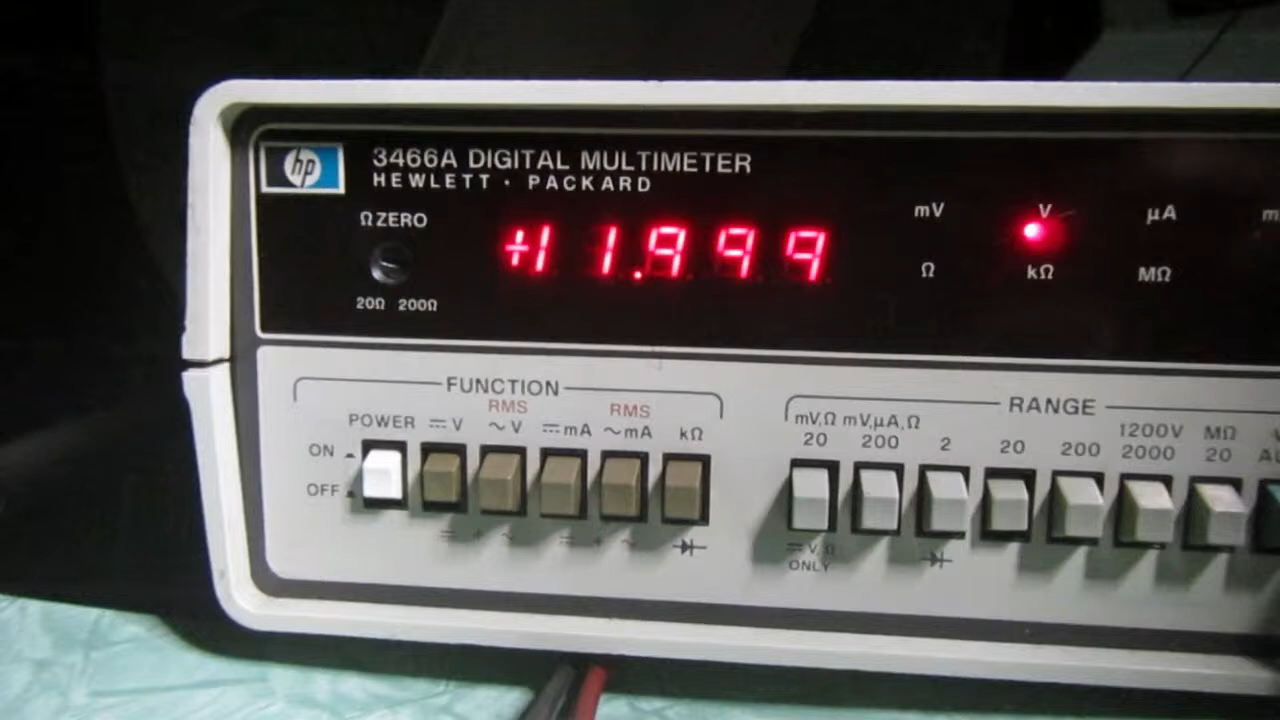 hp
3466A DIGITAL MULTIMETER
HEWLETT · PACKARD
Ω ZERO
20Ω 200Ω
+11.999
mV V μA
Ω kΩ MΩ
FUNCTION
POWER ⎓V RMS ~V ⎓mA RMS ~mA kΩ
ON
OFF
⎓ + ~ ⎓ + ~
RANGE
mV,Ω mV,μA,Ω 1200V MΩ
20 200 2 20 200 2000 20
⎓V,Ω
ONLY